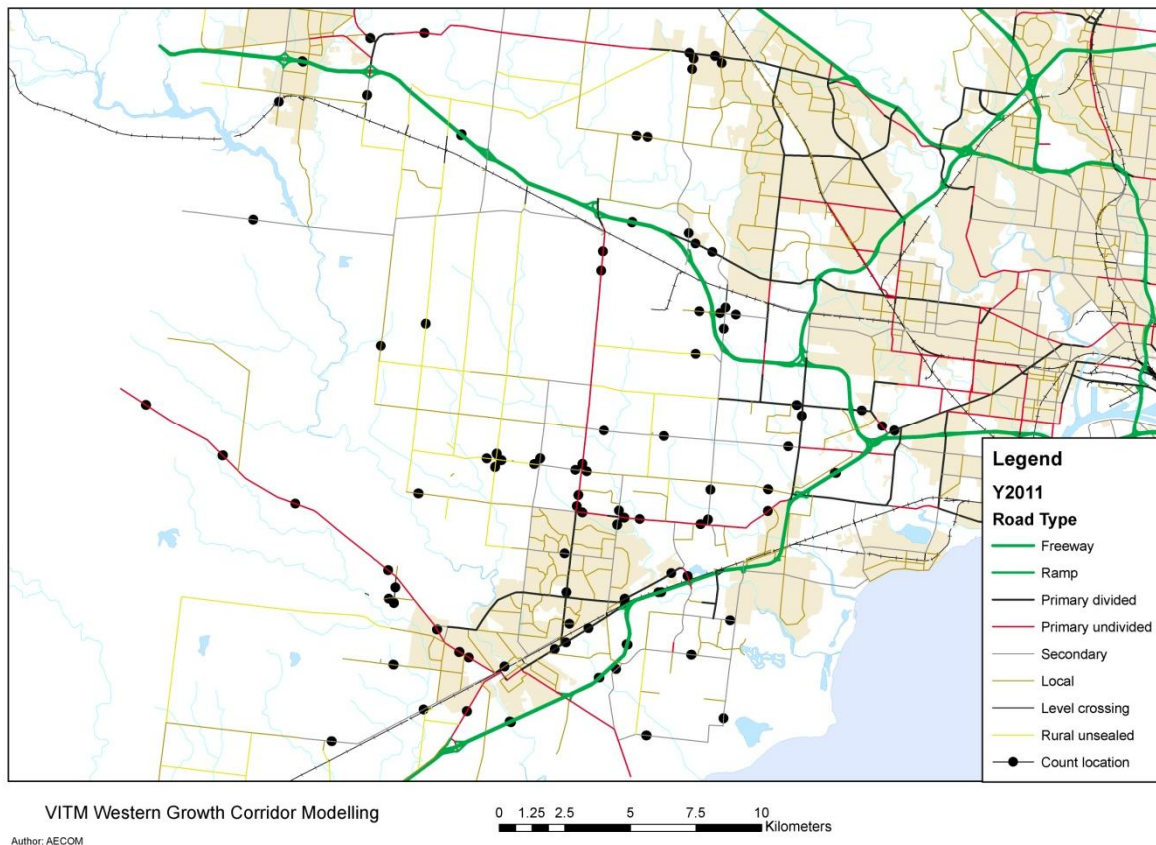 Legend
Y2011
Road Type
Freeway
Ramp
Primary divided
Primary undivided
Secondary
Local
Level crossing
Rural unsealed
Count location
VITM Western Growth Corridor Modelling
0 1.25 2.5 5 7.5 10
Kilometers
Author: AECOM